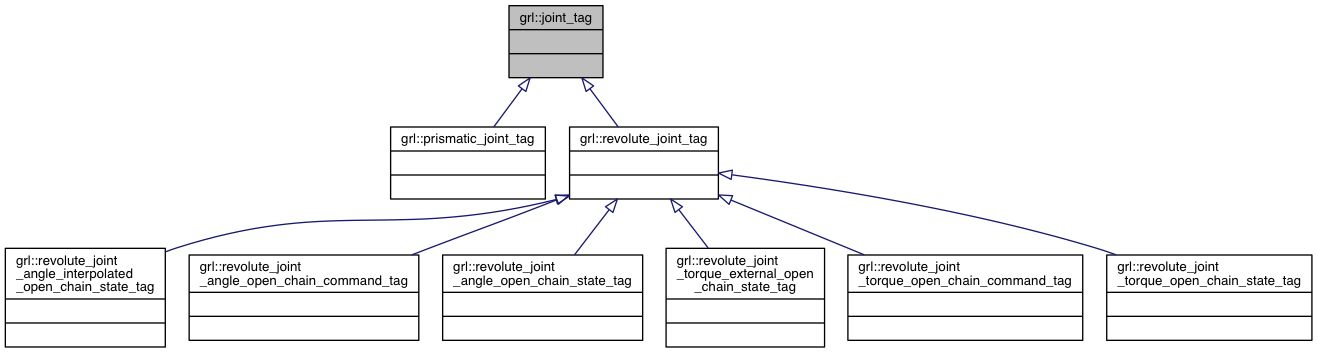 grl::joint_tag
grl::prismatic_joint_tag
grl::revolute_joint_tag
grl::revolute_joint
_angle_interpolated
_open_chain_state_tag
grl::revolute_joint
_angle_open_chain_command_tag
grl::revolute_joint
_angle_open_chain_state_tag
grl::revolute_joint
_torque_external_open
_chain_state_tag
grl::revolute_joint
_torque_open_chain_command_tag
grl::revolute_joint
_torque_open_chain_state_tag